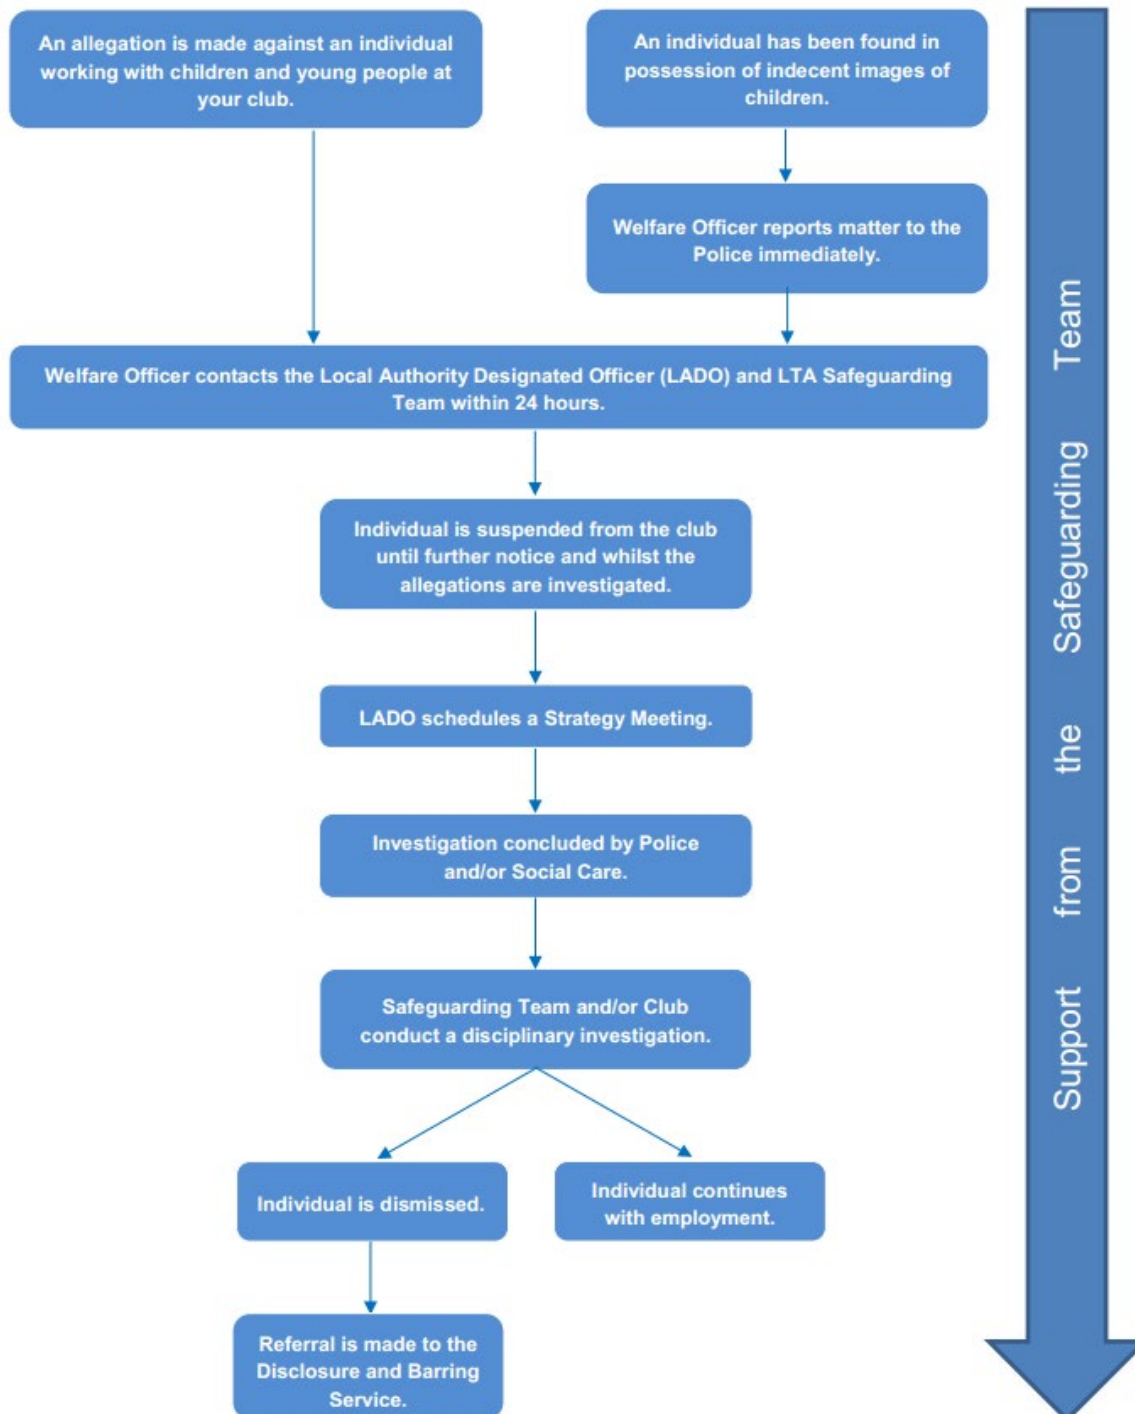 An allegation is made against an individual
working with children and young people at
your club.
An individual has been found in
possession of indecent images of
children.
Welfare Officer reports matter to the
Police immediately.
Welfare Officer contacts the Local Authority Designated Officer (LADO) and LTA Safeguarding
Team within 24 hours.
Individual is suspended from the club
until further notice and whilst the
allegations are investigated.
LADO schedules a Strategy Meeting.
Investigation concluded by Police
and/or Social Care.
Safeguarding Team and/or Club
conduct a disciplinary investigation.
Individual is dismissed.
Individual continues
with employment.
Referral is made to the
Disclosure and Barring
Service.
Support from the Safeguarding Team